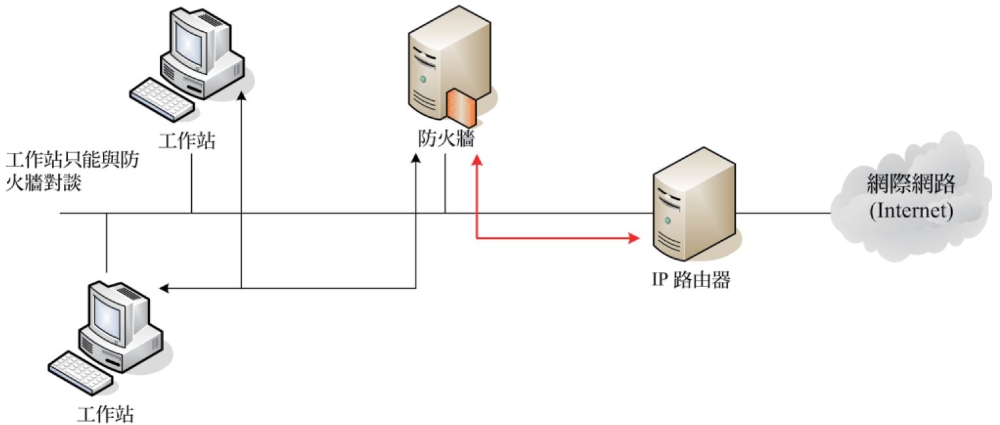 工作站
防火牆
工作站只能與防
火牆對談
網際網路
(Internet)
IP 路由器
工作站